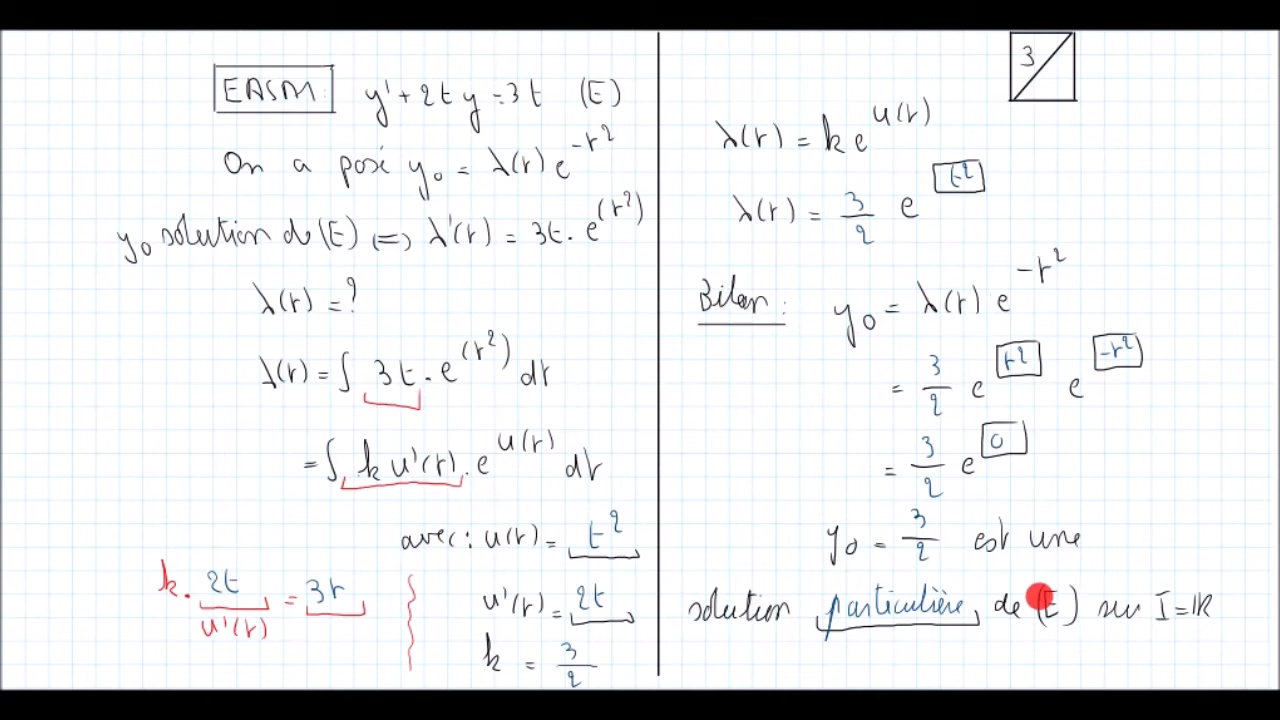 EASM: y' + 2t y = 3t (E)
On a posé y₀ = λ(t) e^(-t²)
y₀ solution de (E) <=> λ'(t) = 3t . e^(t²)
λ(t) = ?
λ(t) = ∫ 3t . e^(t²) dt
= ∫ k u'(t) . e^u(t) dt
avec : u(t) = t²
k . 2t = 3t
u'(t)
u'(t) = 2t
k = 3/2
3
λ(t) = k e^u(t)
λ(t) = 3/2 e^t²
Bilan : y₀ = λ(t) e^-t²
= 3/2 e^t² e^-t²
= 3/2 e^0
y₀ = 3/2 est une
solution particulière de (E) sur I = ℝ